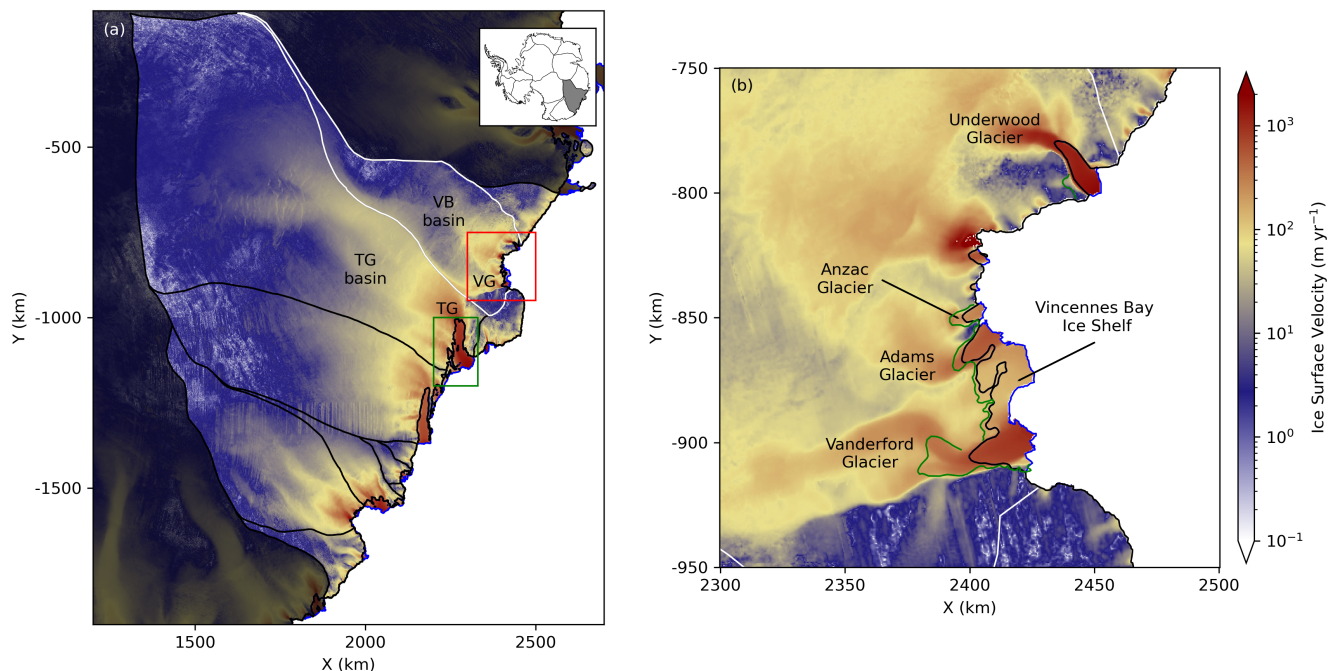 (a)
VB
basin
TG
basin
VG
TG
-500
-1000
-1500
Y (km)
1500
2000
2500
X (km)
(b)
Underwood
Glacier
Anzac
Glacier
Vincennes Bay
Ice Shelf
Adams
Glacier
Vanderford
Glacier
-750
-800
-850
-900
-950
Y (km)
2300
2350
2400
2450
2500
X (km)
10³
10²
10¹
10⁰
10⁻¹
Ice Surface Velocity (m yr⁻¹)